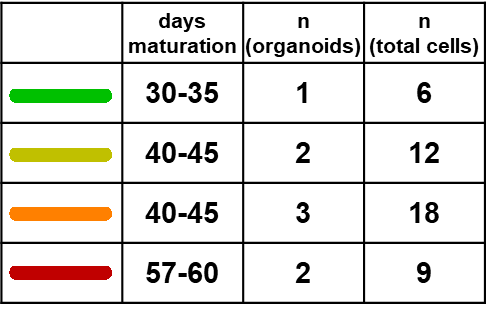 days n n
maturation (organoids) (total cells)
30-35 1 6
40-45 2 12
40-45 3 18
57-60 2 9